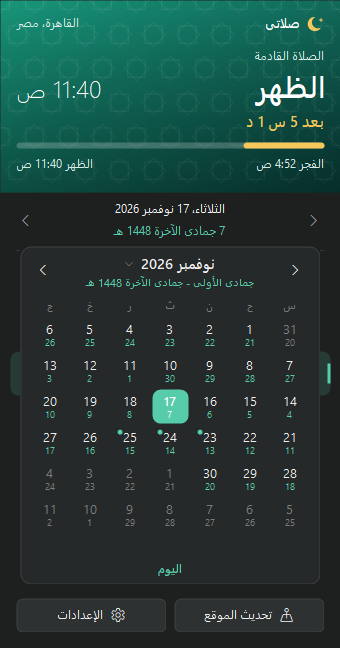 صلاتي
القاهرة، مصر
الصلاة القادمة
الظهر
11:40 ص
بعد 5 س 1 د
الفجر 4:52 ص
الظهر 11:40 ص
الثلاثاء، 17 نوفمبر 2026
7 جمادى الآخرة 1448 هـ
نوفمبر 2026
جمادى الأولى - جمادى الآخرة 1448 هـ
س ح ن ث ر خ ج
31 1 2 3 4 5 6
20 21 22 23 24 25 26
7 8 9 10 11 12 13
27 28 29 30 1 2 3
14 15 16 17 18 19 20
4 5 6 7 8 9 10
21 22 23 24 25 26 27
11 12 13 14 15 16 17
28 29 30 1 2 3 4
18 19 20 21 22 23 24
5 6 7 8 9 10 11
25 26 27 28 29 1 2
اليوم
تحديث الموقع
الإعدادات